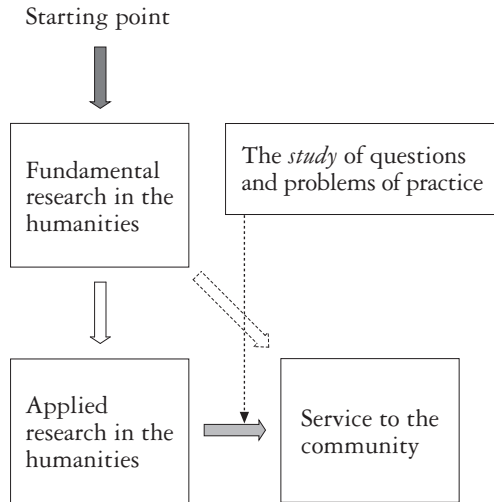 Starting point
Fundamental
research in the
humanities
The study of questions
and problems of practice
Applied
research in the
humanities
Service to the
community